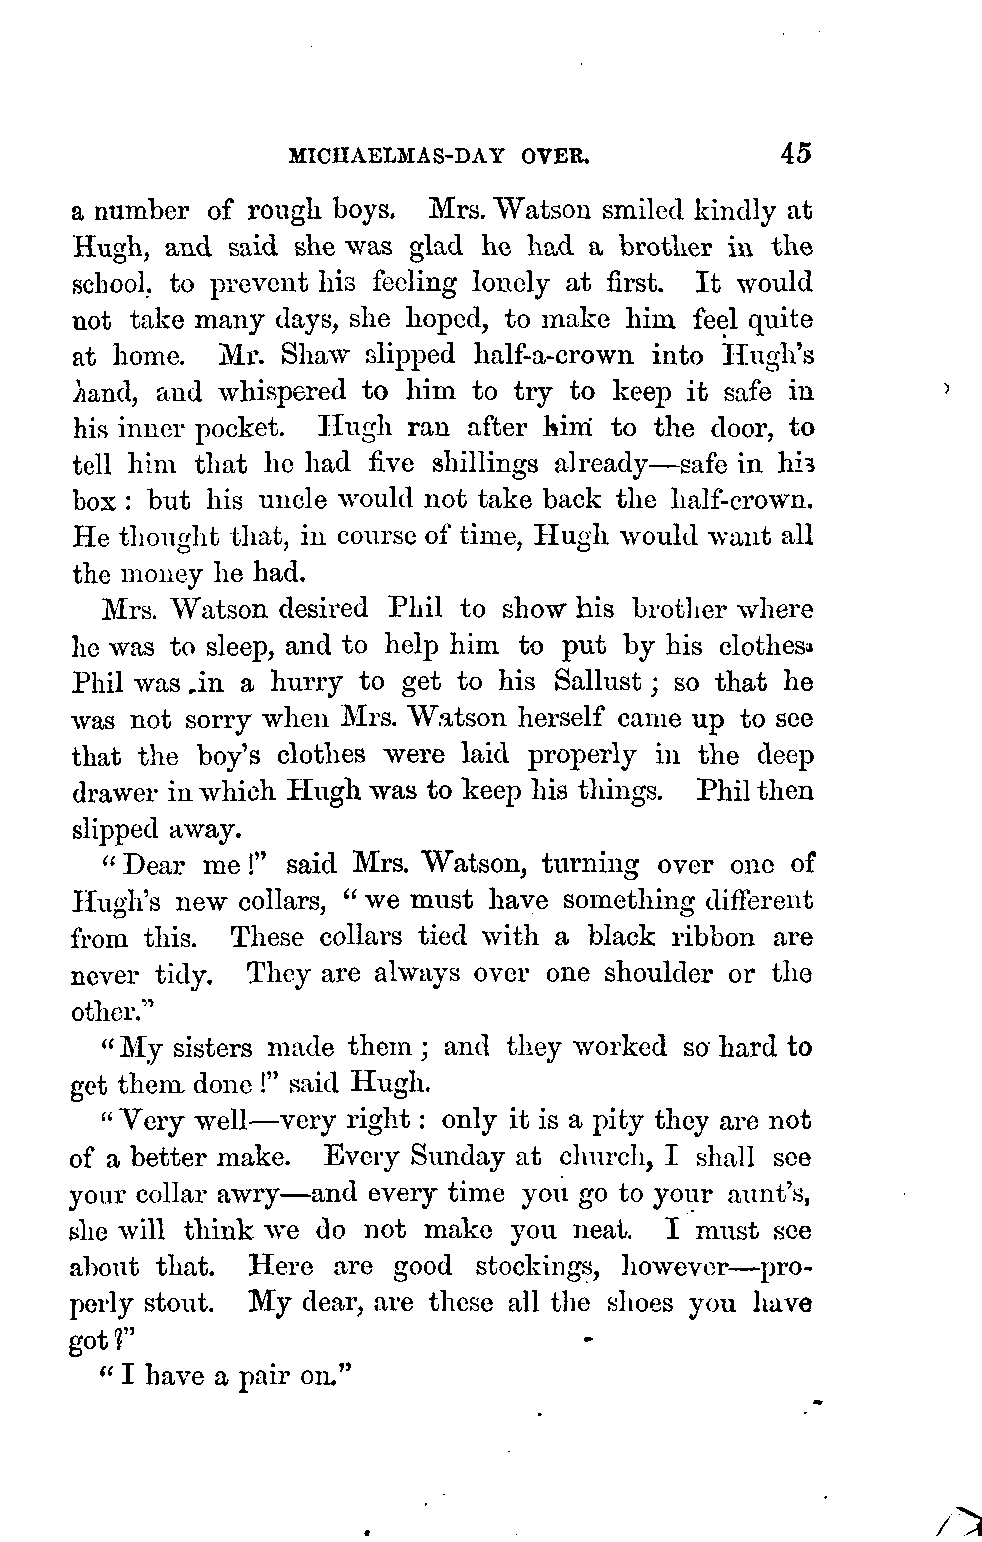 MICHAELMAS-DAY OVER. 45
a number of rough boys. Mrs. Watson smiled kindly at
Hugh, and said she was glad he had a brother in the
school, to prevent his feeling lonely at first. It would
not take many days, she hoped, to make him feel quite
at home. Mr. Shaw slipped half-a-crown into Hugh's
hand, and whispered to him to try to keep it safe in
his inner pocket. Hugh ran after him to the door, to
tell him that he had five shillings already—safe in his
box : but his uncle would not take back the half-crown.
He thought that, in course of time, Hugh would want all
the money he had.
Mrs. Watson desired Phil to show his brother where
he was to sleep, and to help him to put by his clothes.
Phil was in a hurry to get to his Sallust ; so that he
was not sorry when Mrs. Watson herself came up to see
that the boy's clothes were laid properly in the deep
drawer in which Hugh was to keep his things. Phil then
slipped away.
"Dear me!" said Mrs. Watson, turning over one of
Hugh's new collars, "we must have something different
from this. These collars tied with a black ribbon are
never tidy. They are always over one shoulder or the
other."
"My sisters made them ; and they worked so hard to
get them done !" said Hugh.
"Very well—very right : only it is a pity they are not
of a better make. Every Sunday at church, I shall see
your collar awry—and every time you go to your aunt's,
she will think we do not make you neat. I must see
about that. Here are good stockings, however—pro-
perly stout. My dear, are these all the shoes you have
got ?"
"I have a pair on."